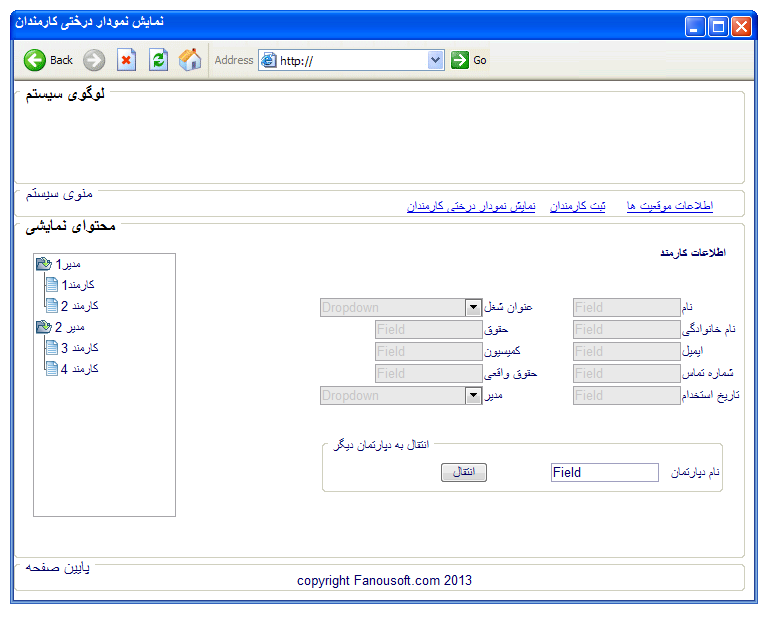 نمایش نمودار درختی کارمندان
Back
Address
http://
Go
لوگوی سیستم
منوی سیستم
اطلاعات موقعیت ها
ثبت کارمندان
نمایش نمودار درختی کارمندان
محتوای نمایشی
مدیر1
کارمند1
کارمند 2
مدیر 2
کارمند 3
کارمند 4
اطلاعات کارمند
نام Field عنوان شغل Dropdown
نام خانوادگی Field حقوق Field
ایمیل Field کمیسیون Field
شماره تماس Field حقوق واقعی Field
تاریخ استخدام Field مدیر Dropdown
انتقال به دپارتمان دیگر
نام دپارتمان Field انتقال
پایین صفحه
copyright Fanousoft.com 2013